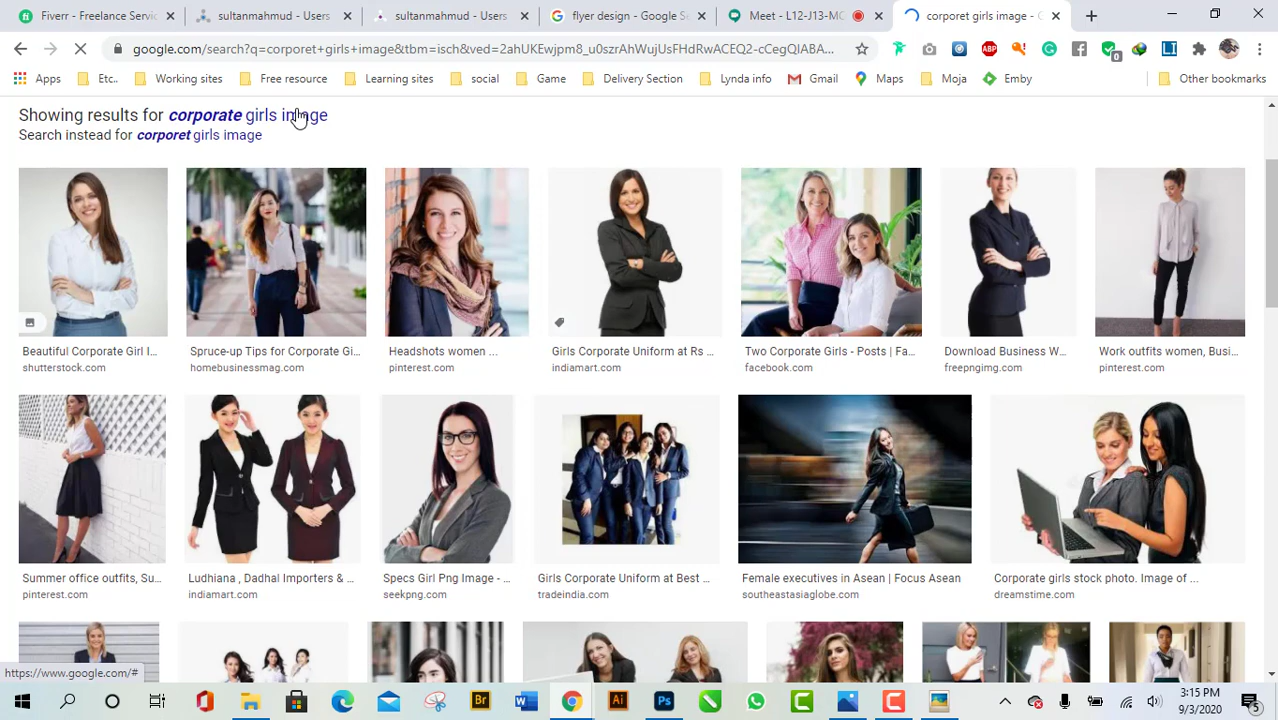 Fiverr - Freelance Servic
sultanmahmud - Users
sultanmahmud - Users
flyer design - Google Se
Meet - L12-J13-MC
corporet girls image - G
google.com/search?q=corporet+girls+image&tbm=isch&ved=2ahUKEwjpm8_u0szrAhWujUsFHdRwACEQ2-cCegQIABA...
Apps
Etc..
Working sites
Free resource
Learning sites
social
Game
Delivery Section
Lynda info
Gmail
Maps
Moja
Emby
Other bookmarks
Showing results for corporate girls image
Search instead for corporet girls image
Beautiful Corporate Girl I...
Spruce-up Tips for Corporate Gi...
Headshots women ...
Girls Corporate Uniform at Rs ...
Two Corporate Girls - Posts | Fa...
Download Business W...
Work outfits women, Busi...
shutterstock.com
homebusinessmag.com
pinterest.com
indiamart.com
facebook.com
freepngimg.com
pinterest.com
Summer office outfits, Su...
Ludhiana , Dadhal Importers & ...
Specs Girl Png Image - ...
Girls Corporate Uniform at Best ...
Female executives in Asean | Focus Asean
Corporate girls stock photo. Image of ...
pinterest.com
indiamart.com
seekpng.com
tradeindia.com
southeastasiaglobe.com
dreamstime.com
https://www.google.com/#
3:15 PM
9/3/2020